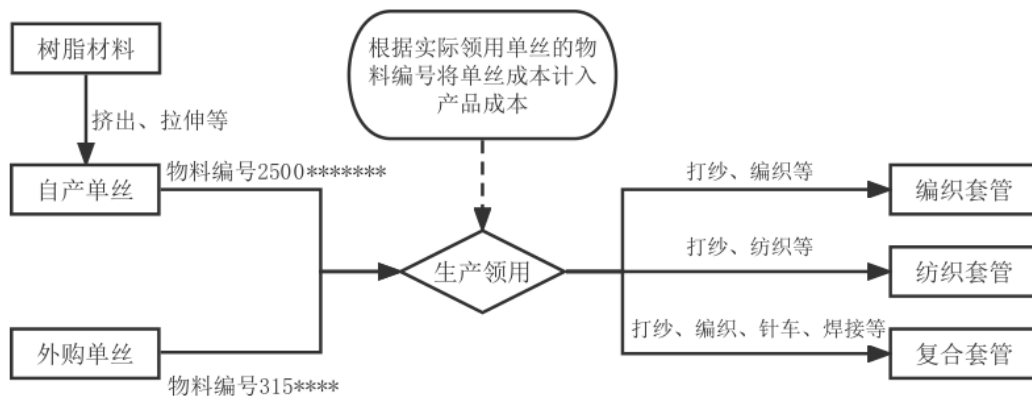 树脂材料
根据实际领用单丝的物
料编号将单丝成本计入
产品成本
挤出、拉伸等
自产单丝
物料编号2500*******
打纱、编织等
编织套管
生产领用
打纱、纺织等
纺织套管
打纱、编织、针车、焊接等
复合套管
外购单丝
物料编号315****